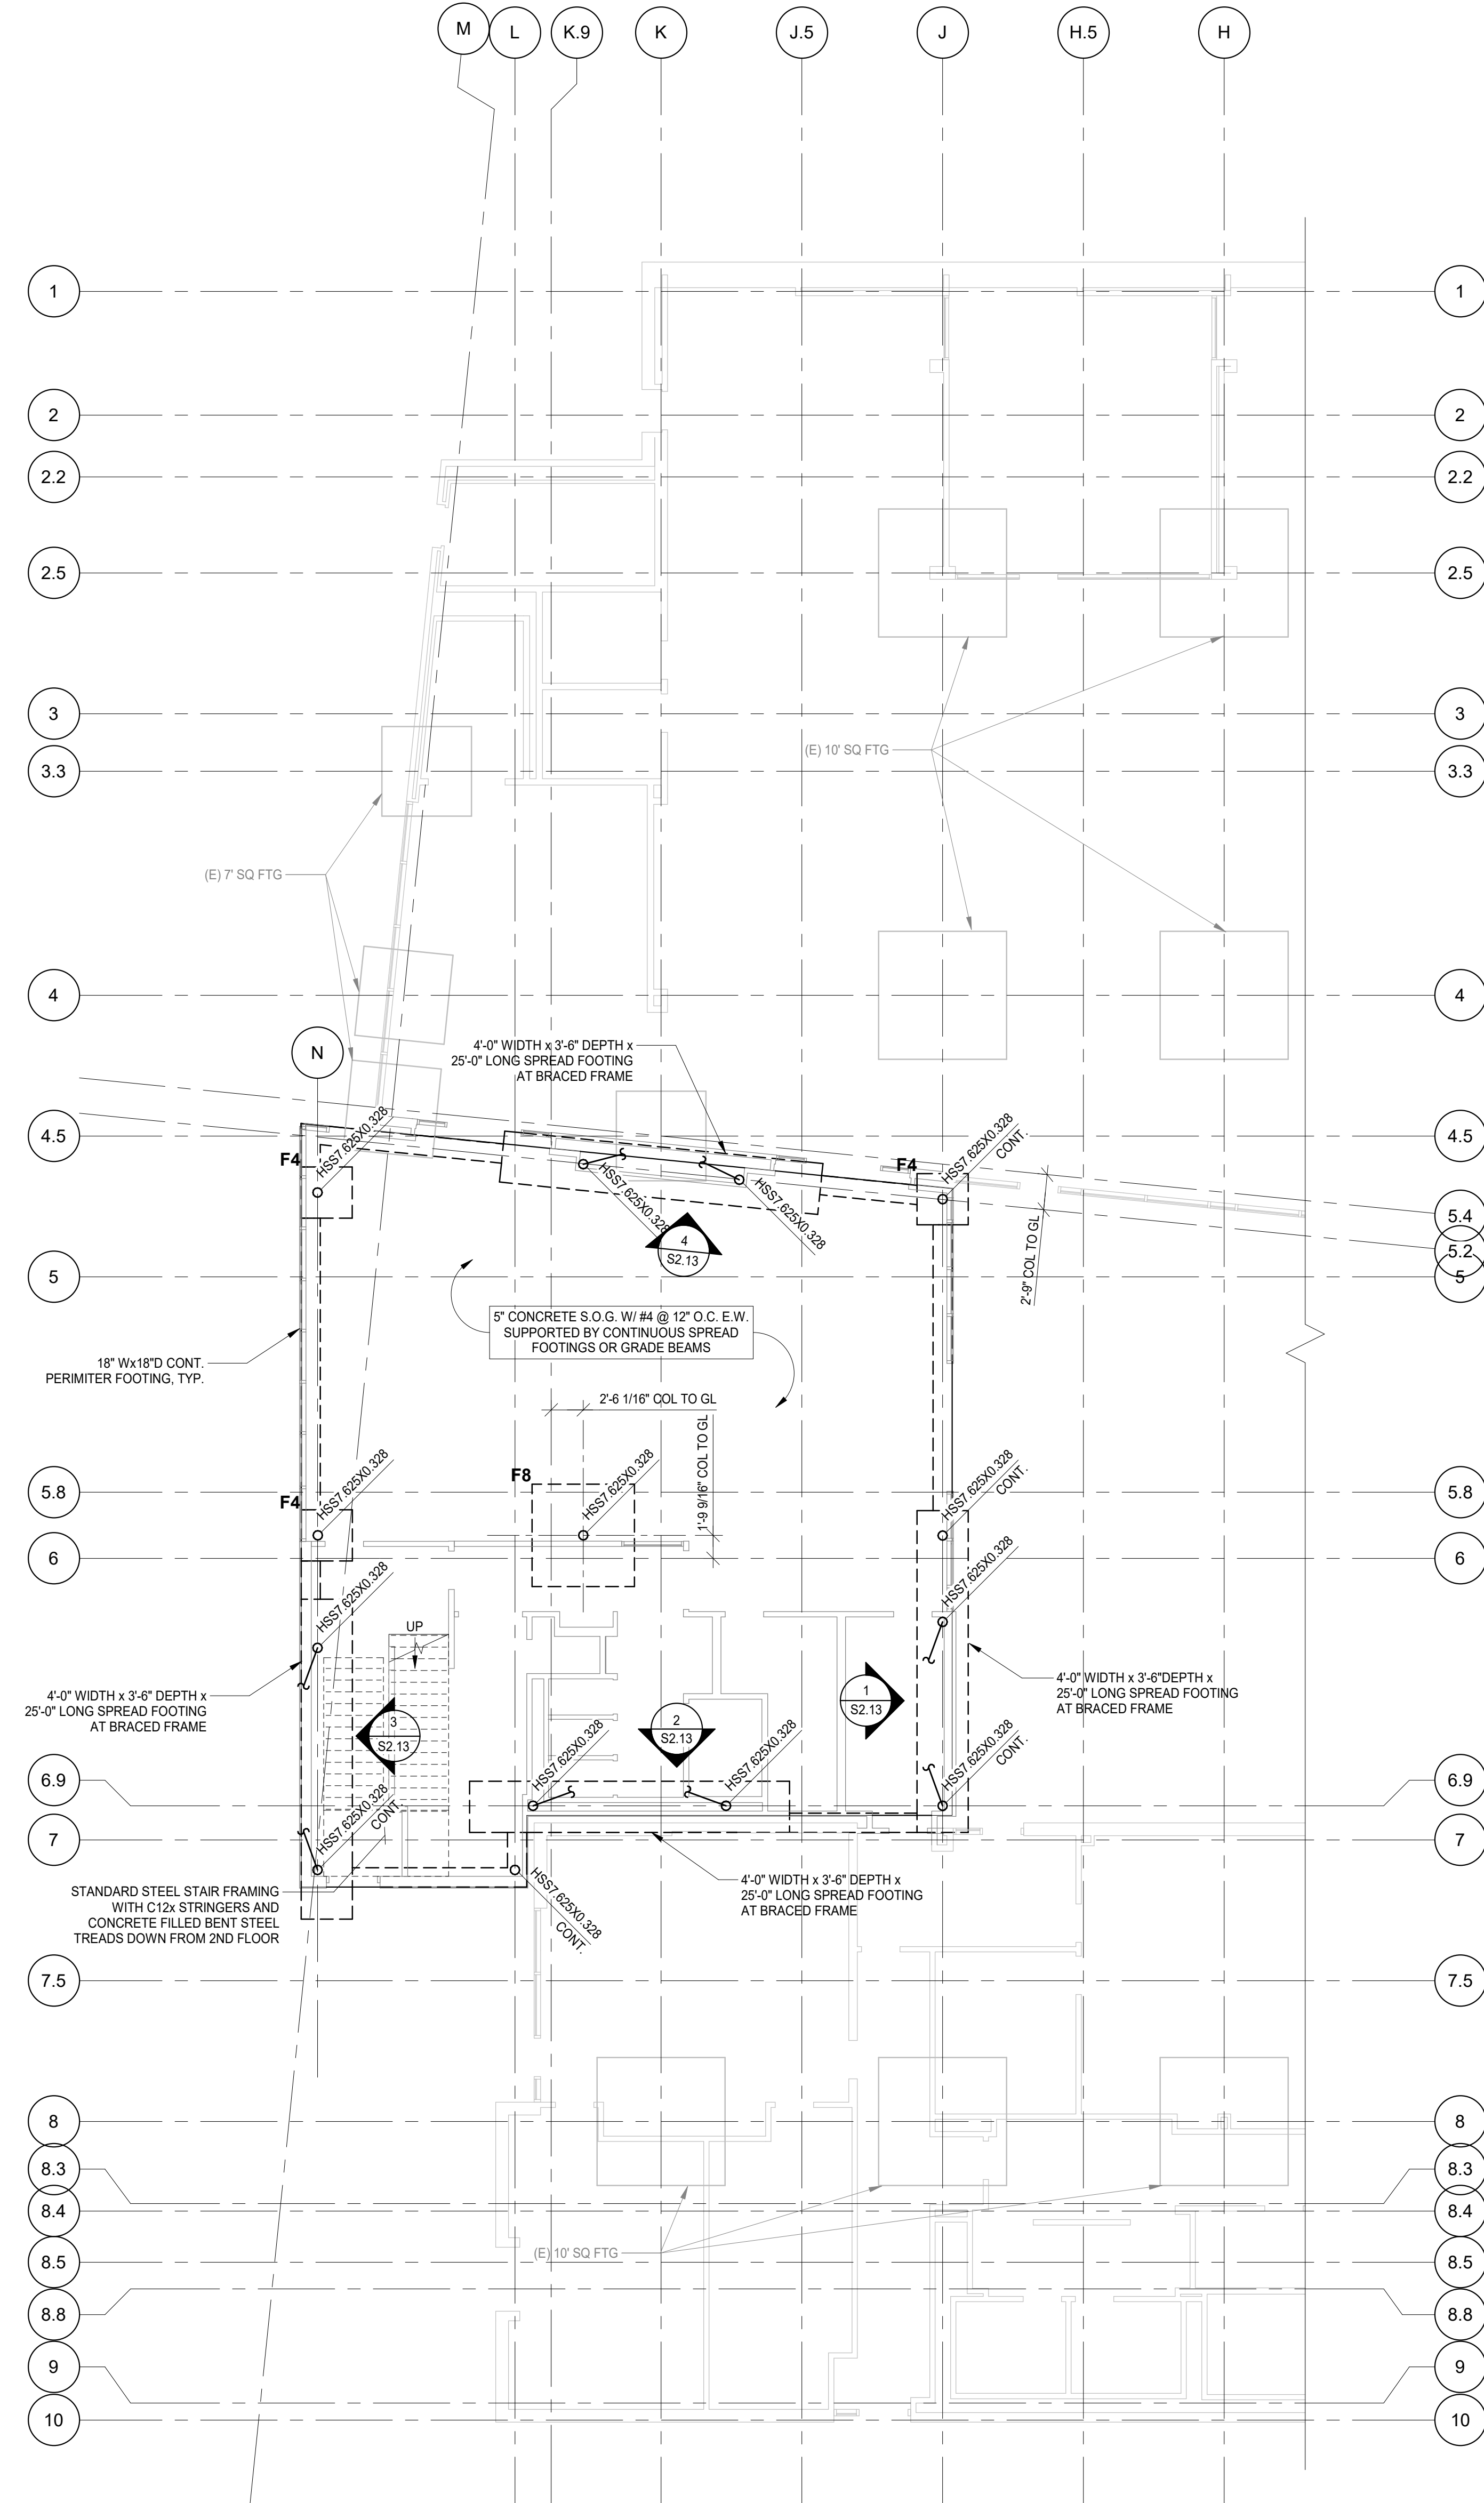 M
L
K.9
K
J.5
J
H.5
H
1
1
2
2
2.2
2.2
2.5
2.5
3
3
(E) 10' SQ FTG
3.3
3.3
(E) 7' SQ FTG
4
4
N
4'-0" WIDTH x 3'-6" DEPTH x
25'-0" LONG SPREAD FOOTING
AT BRACED FRAME
4.5
4.5
F4
HSS7.625X0.328
F4
HSS7.625X0.328
CONT.
HSS7.625X0.328
HSS7.625X0.328
5.4
5.2
5
5
4
S2.13
2'-9" COL TO GL
5" CONCRETE S.O.G. W/ #4 @ 12" O.C. E.W.
SUPPORTED BY CONTINUOUS SPREAD
FOOTINGS OR GRADE BEAMS
18" Wx18"D CONT.
PERIMITER FOOTING, TYP.
2'-6 1/16" COL TO GL
1'-9 9/16" COL TO GL
F8
HSS7.625X0.328
5.8
5.8
F4
HSS7.625X0.328
HSS7.625X0.328
CONT.
6
6
HSS7.625X0.328
HSS7.625X0.328
UP
4'-0" WIDTH x 3'-6" DEPTH x
25'-0" LONG SPREAD FOOTING
AT BRACED FRAME
4'-0" WIDTH x 3'-6"DEPTH x
25'-0" LONG SPREAD FOOTING
AT BRACED FRAME
3
S2.13
2
S2.13
1
S2.13
6.9
6.9
HSS7.625X0.328
HSS7.625X0.328
HSS7.625X0.328
CONT.
HSS7.625X0.328
CONT.
7
7
STANDARD STEEL STAIR FRAMING
WITH C12x STRINGERS AND
CONCRETE FILLED BENT STEEL
TREADS DOWN FROM 2ND FLOOR
HSS7.625X0.328
CONT.
4'-0" WIDTH x 3'-6" DEPTH x
25'-0" LONG SPREAD FOOTING
AT BRACED FRAME
7.5
7.5
8
8
8.3
8.3
8.4
8.4
(E) 10' SQ FTG
8.5
8.5
8.8
8.8
9
9
10
10